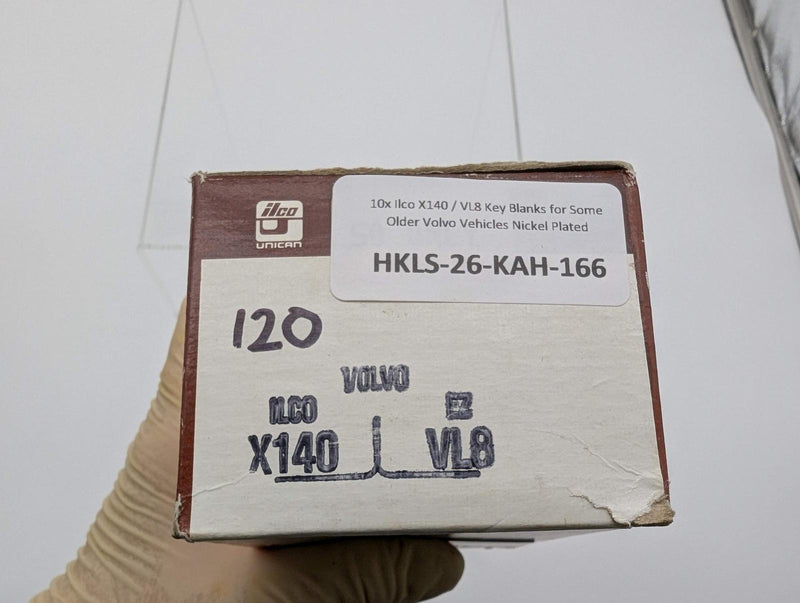 ilco
UNICAN
10x Ilco X140 / VL8 Key Blanks for Some
Older Volvo Vehicles Nickel Plated
HKLS-26-KAH-166
120
VOLVO
ILCO
EZ
X140
VL8